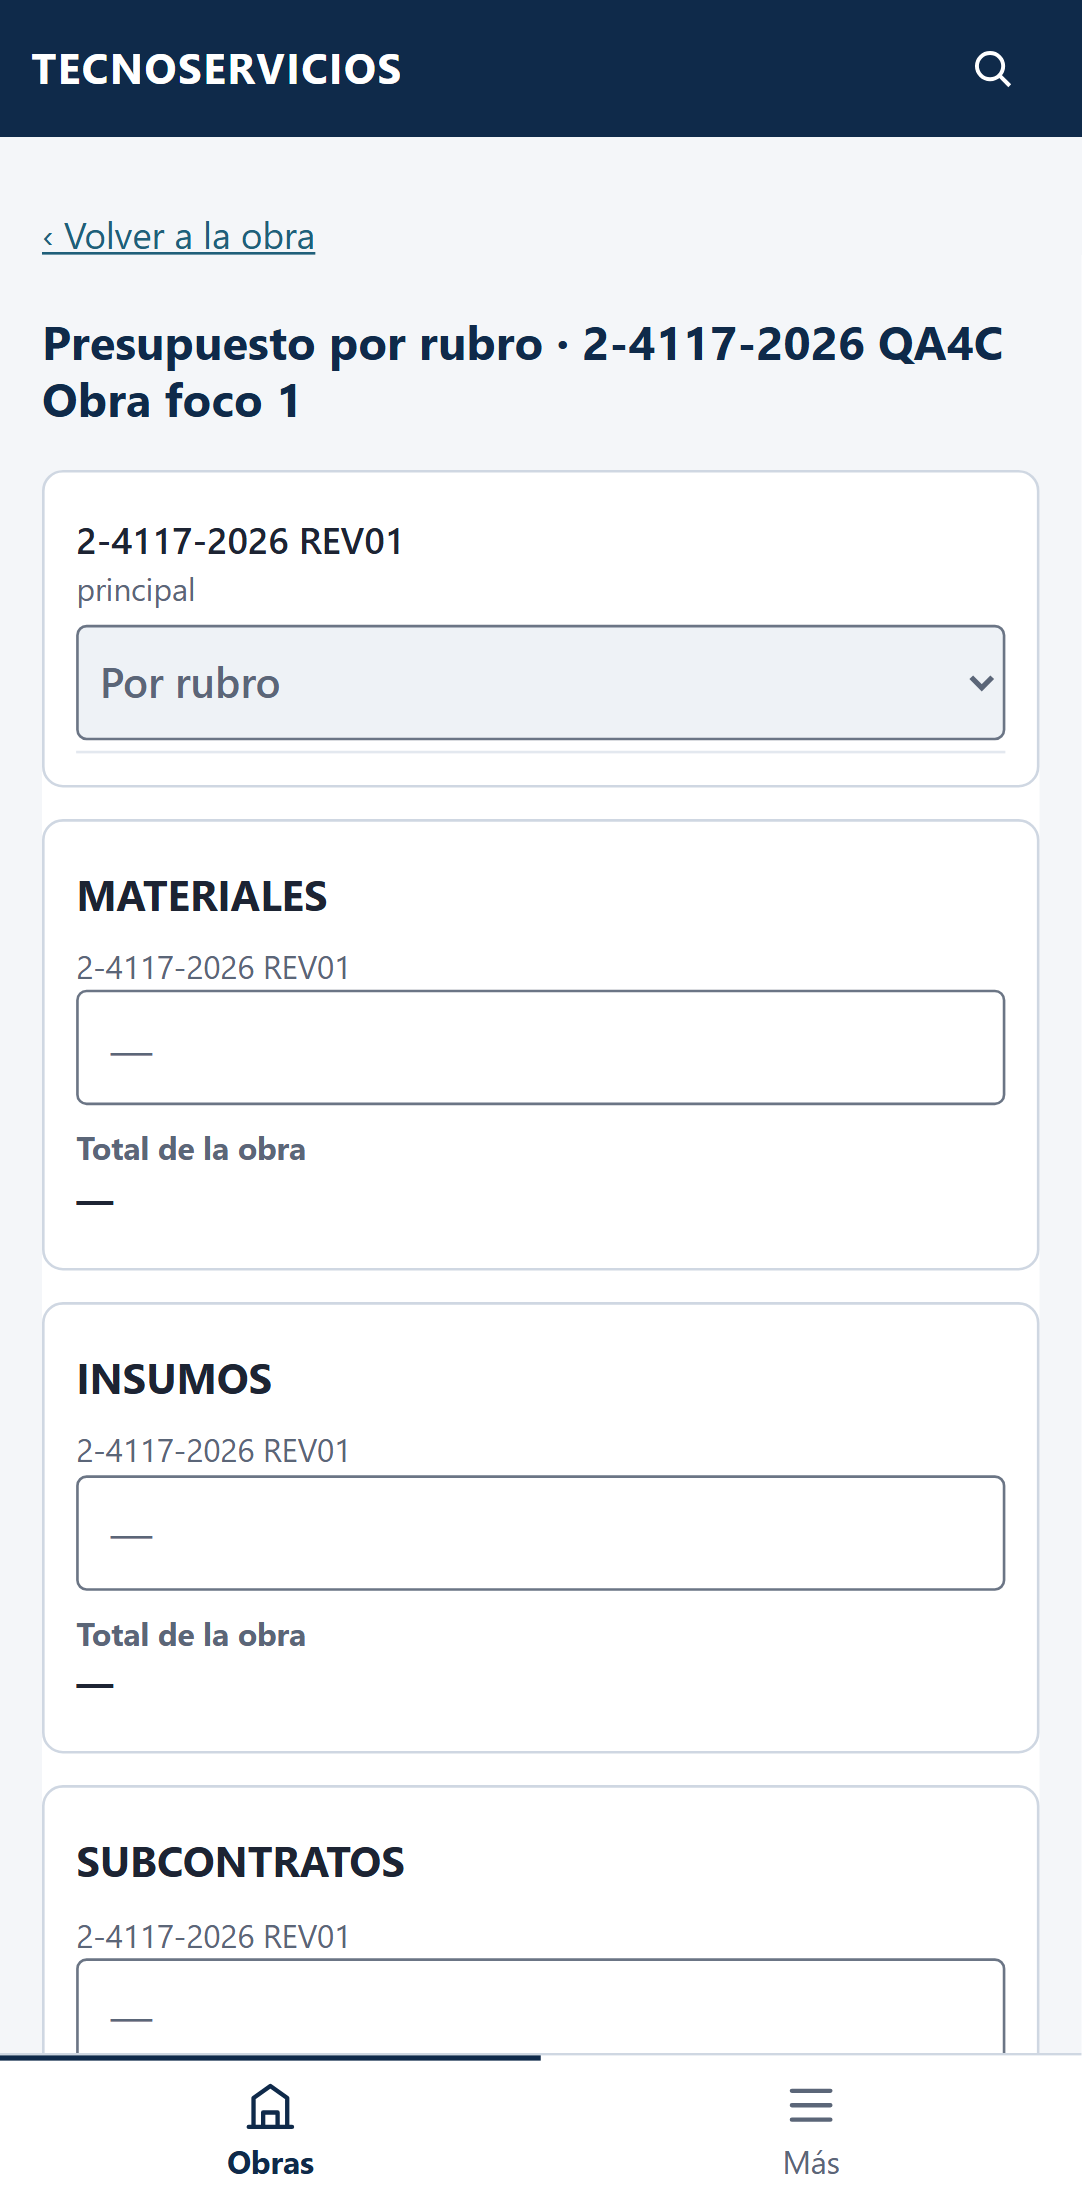 TECNOSERVICIOS
‹ Volver a la obra
Presupuesto por rubro · 2-4117-2026 QA4C
Obra foco 1
2-4117-2026 REV01
principal
Por rubro
MATERIALES
2-4117-2026 REV01
—
Total de la obra
—
INSUMOS
2-4117-2026 REV01
—
Total de la obra
—
SUBCONTRATOS
2-4117-2026 REV01
—
Obras
Más